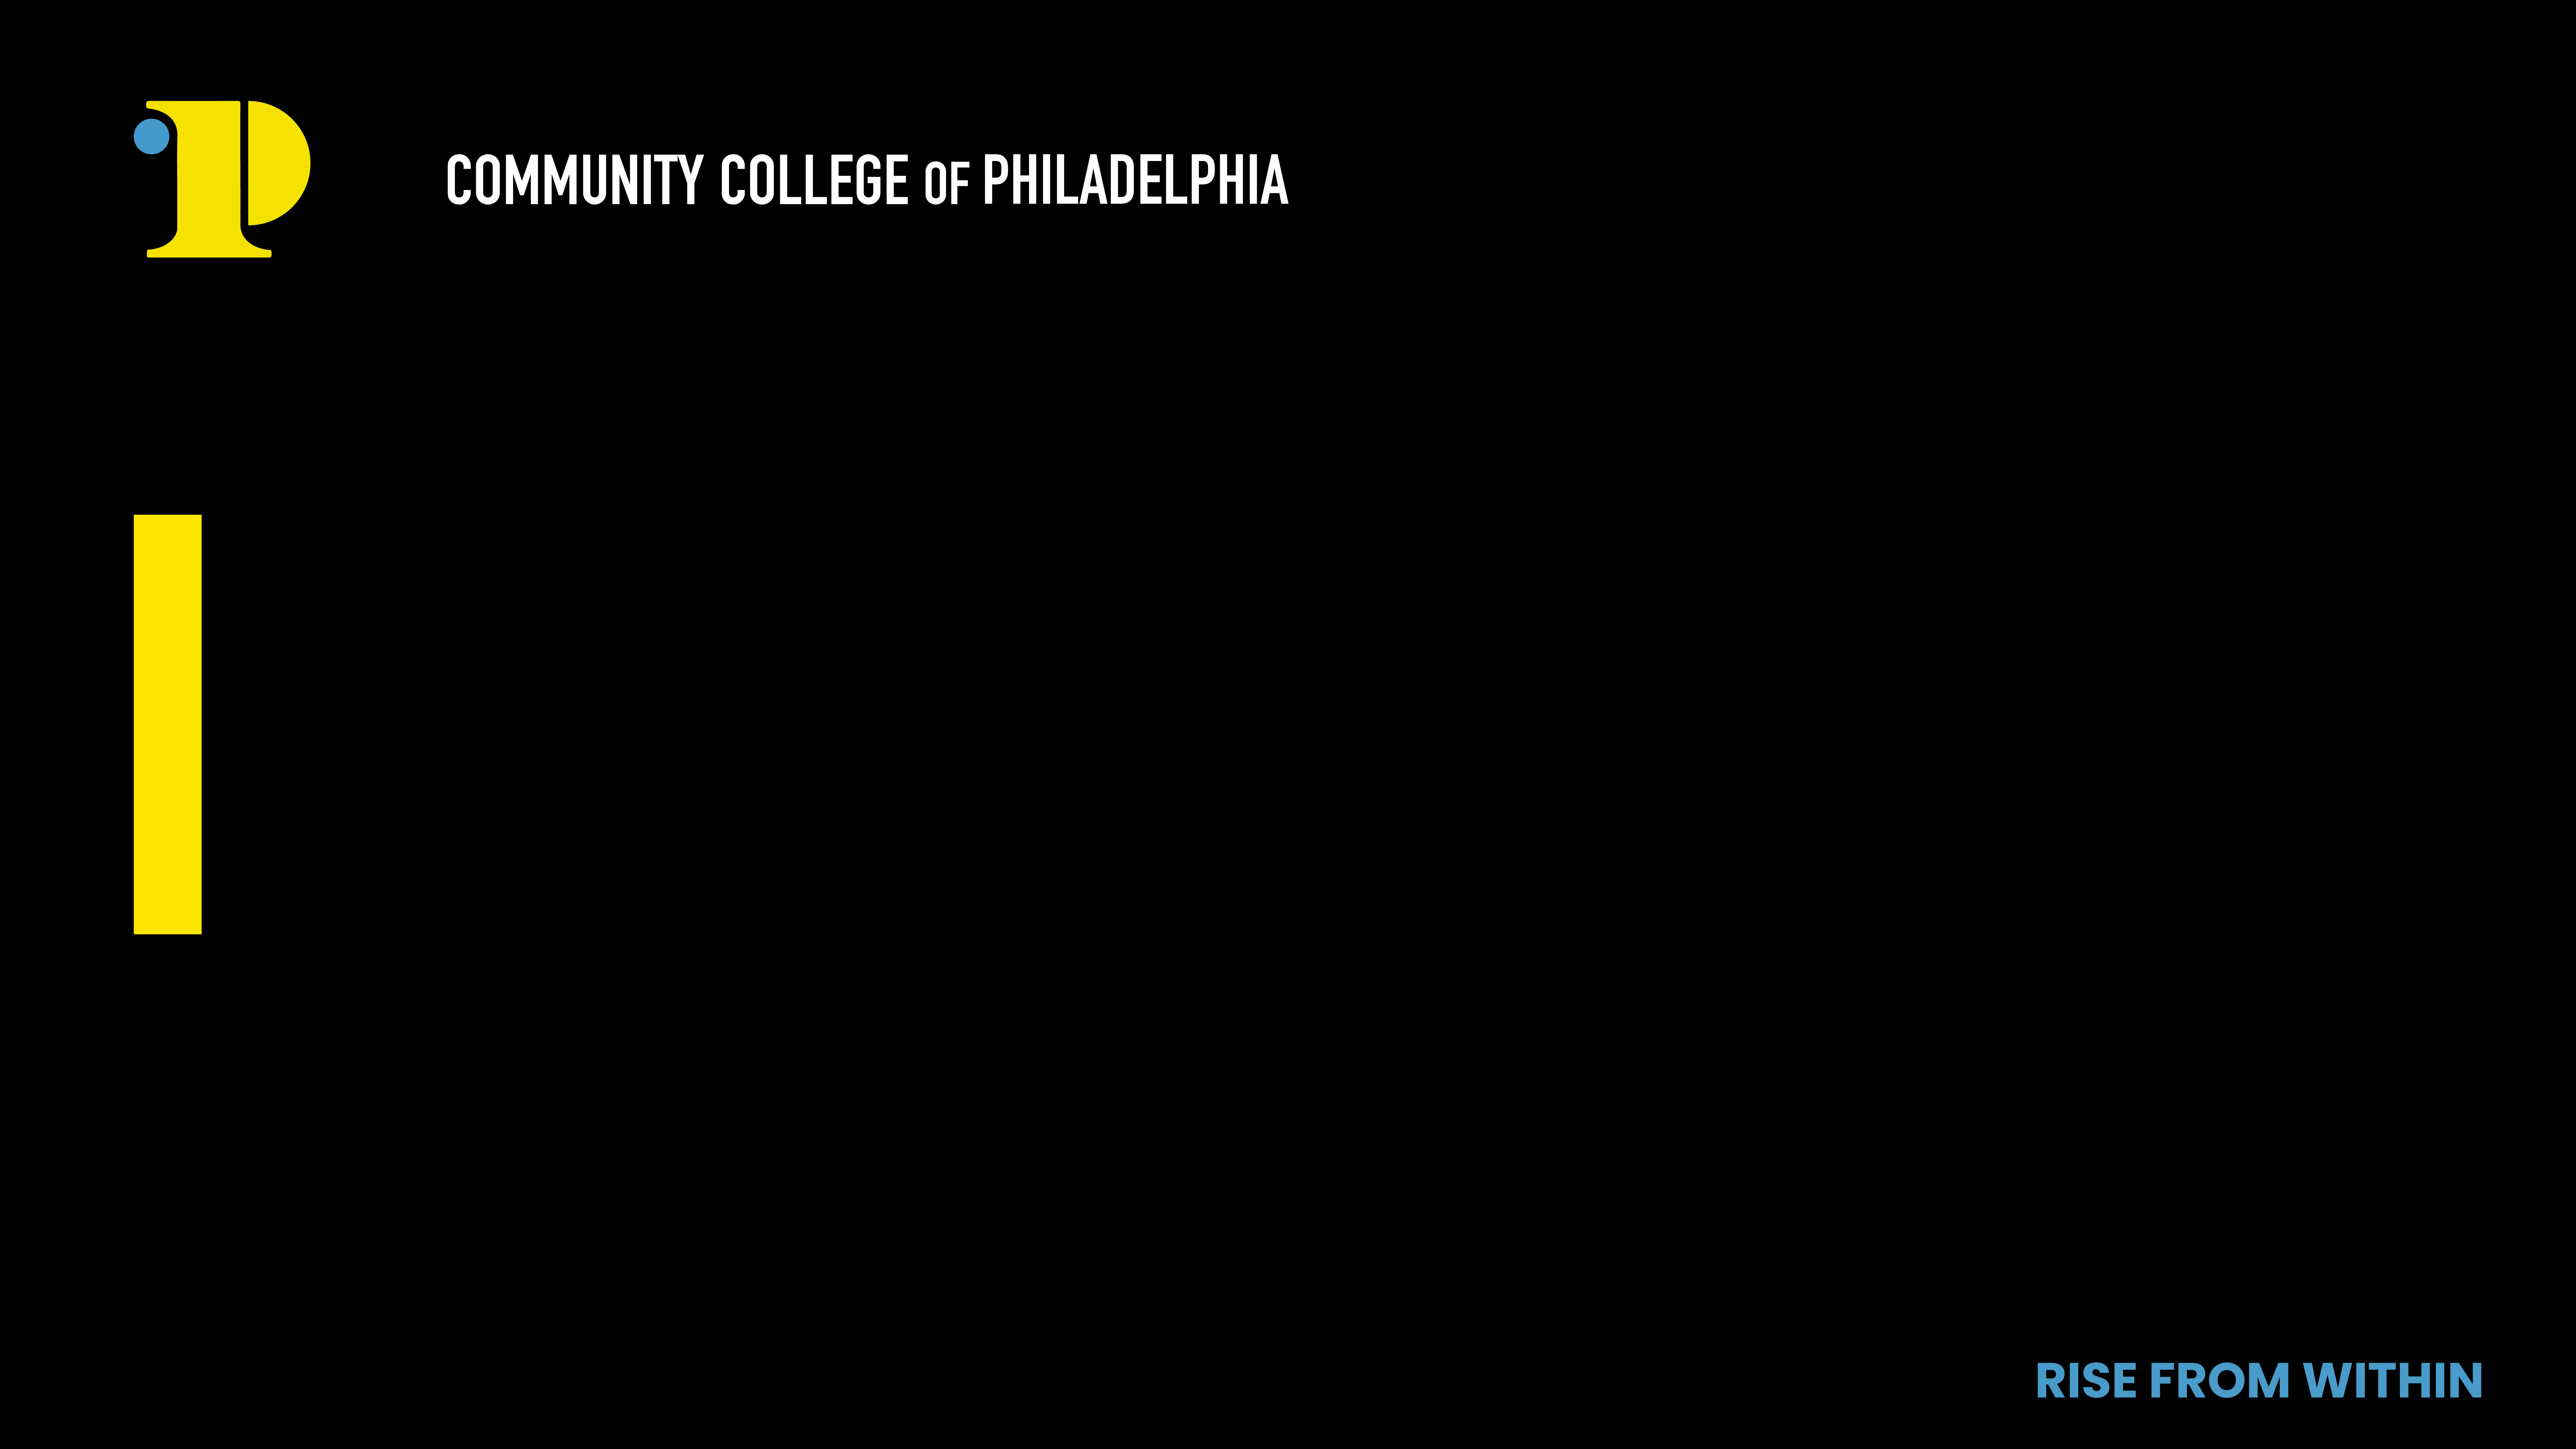 P
COMMUNITY COLLEGE OF PHILADELPHIA
RISE FROM WITHIN